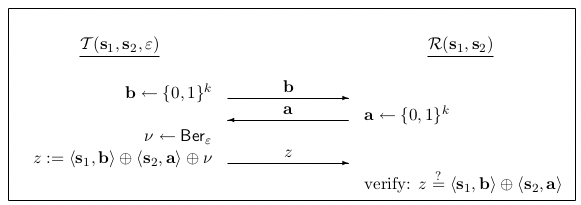 𝒯(𝐬₁, 𝐬₂, ε) ℛ(𝐬₁, 𝐬₂)
𝐛 ← {0, 1}ᵏ 𝐛
𝐚 𝐚 ← {0, 1}ᵏ
ν ← Ber_ε
z := ⟨𝐬₁, 𝐛⟩ ⊕ ⟨𝐬₂, 𝐚⟩ ⊕ ν z
verify: z ≟ ⟨𝐬₁, 𝐛⟩ ⊕ ⟨𝐬₂, 𝐚⟩